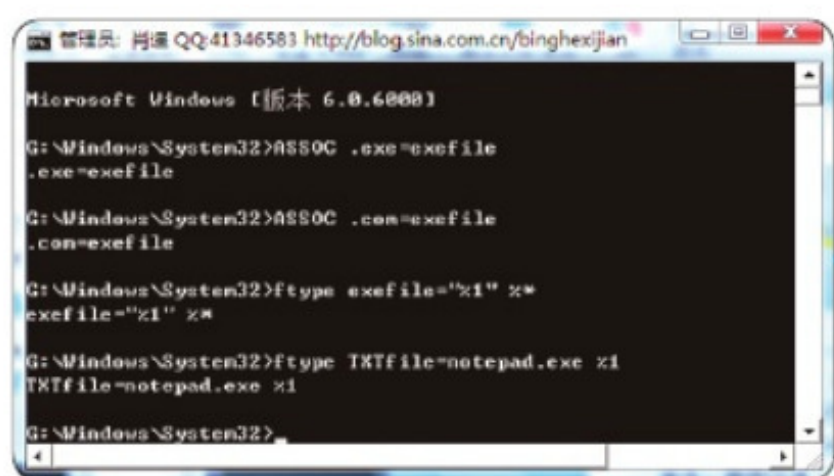 管理员: 肖遥 QQ:41346583 http://blog.sina.com.cn/binghexijian
Microsoft Windows [版本 6.0.6000]
G:\Windows\System32>ASSOC .exe=exefile
.exe=exefile
G:\Windows\System32>ASSOC .com=exefile
.com=exefile
G:\Windows\System32>ftype exefile="%1" %*
exefile="%1" %*
G:\Windows\System32>ftype TXTfile=notepad.exe %1
TXTfile=notepad.exe %1
G:\Windows\System32>